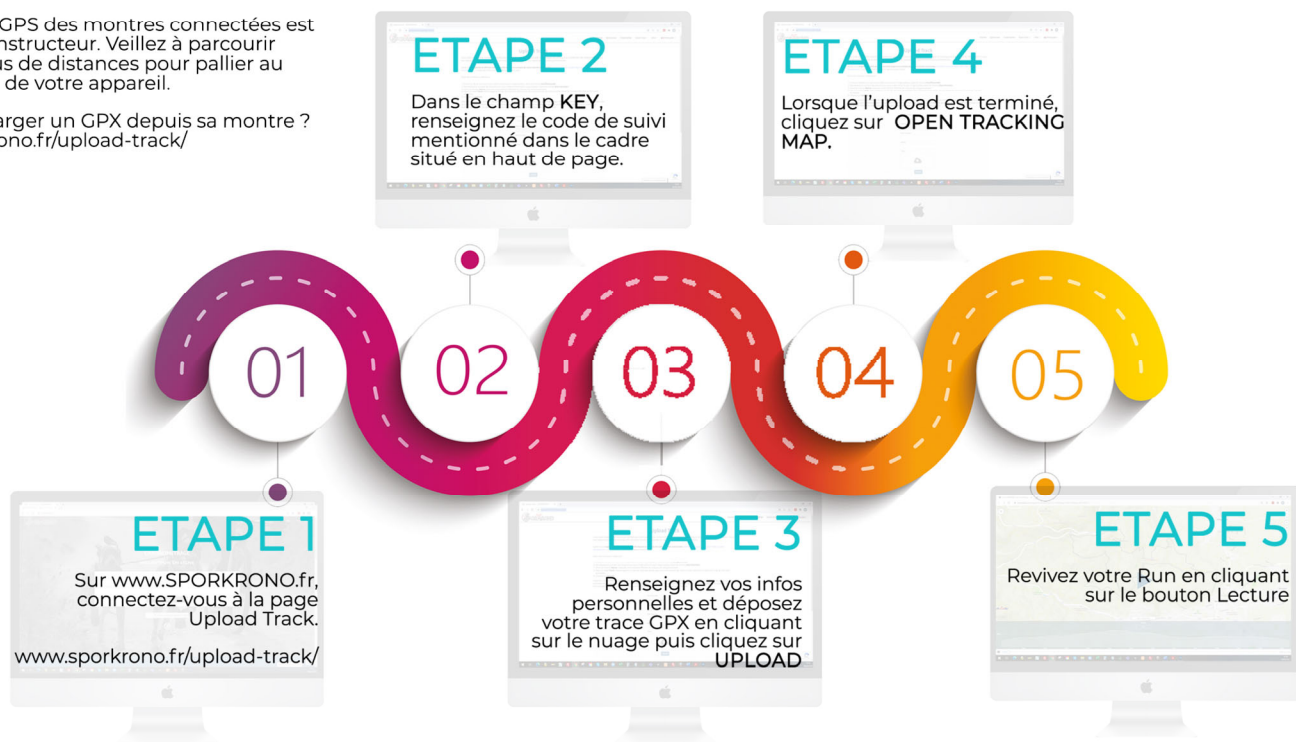 GPS des montres connectées est
nstructeur. Veillez à parcourir
us de distances pour pallier au
de votre appareil.
arger un GPX depuis sa montre ?
ono.fr/upload-track/
ETAPE 2
Dans le champ KEY,
renseignez le code de suivi
mentionné dans le cadre
situé en haut de page.
ETAPE 4
Lorsque l'upload est terminé,
cliquez sur OPEN TRACKING
MAP.
01
02
03
04
05
ETAPE 1
Sur www.SPORKRONO.fr,
connectez-vous à la page
Upload Track.
www.sporkrono.fr/upload-track/
ETAPE 3
Renseignez vos infos
personnelles et déposez
votre trace GPX en cliquant
sur le nuage puis cliquez sur
UPLOAD
ETAPE 5
Revivez votre Run en cliquant
sur le bouton Lecture